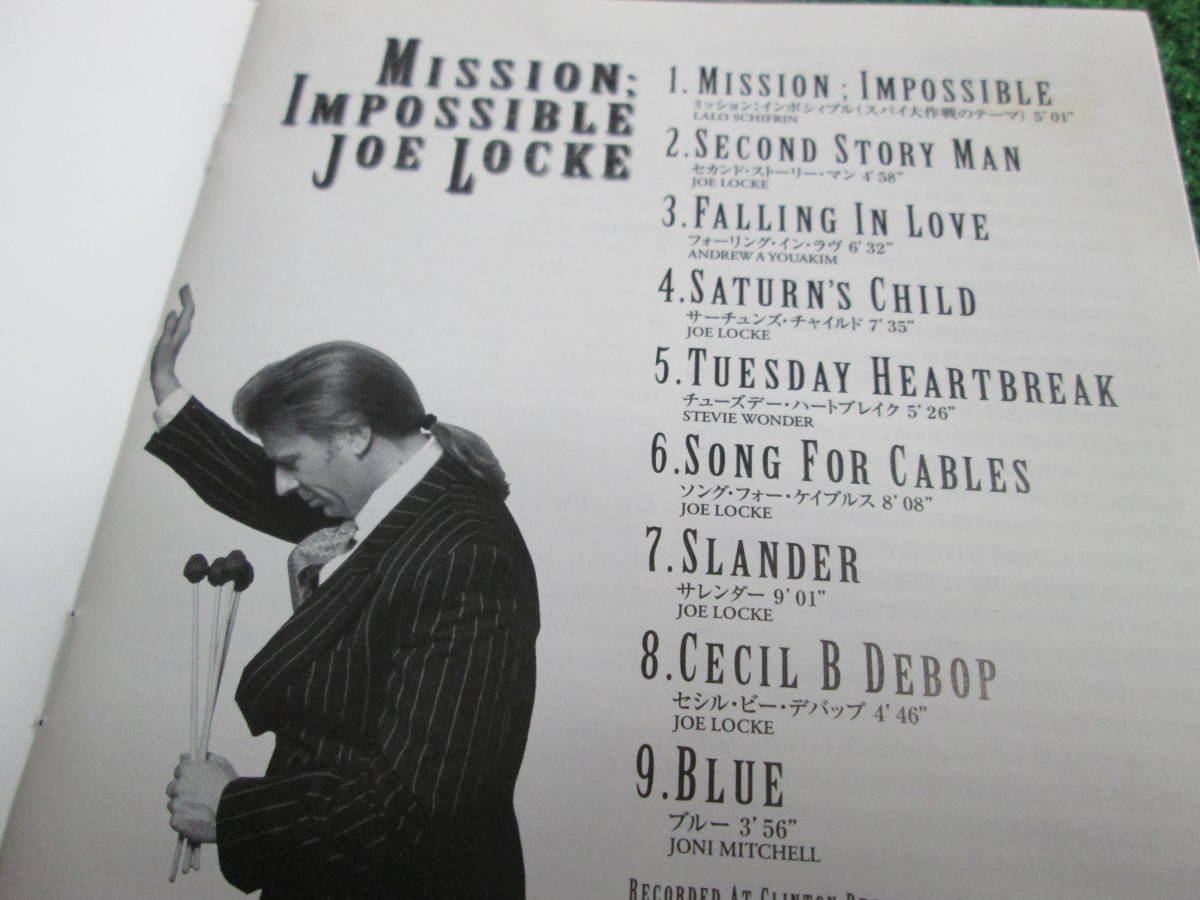 MISSION;
IMPOSSIBLE
JOE LOCKE
1. MISSION ; IMPOSSIBLE
ミッション;インポシィブル(スパイ大作戦のテーマ) 5'01"
LALO SCHIFRIN
2. SECOND STORY MAN
セカンド・ストーリー・マン 4'58"
JOE LOCKE
3. FALLING IN LOVE
フォーリング・イン・ラヴ 6'32"
ANDREW A YOUAKIM
4. SATURN'S CHILD
サーチュンズ・チャイルド 7'35"
JOE LOCKE
5. TUESDAY HEARTBREAK
チューズデー・ハートブレイク 5'26"
STEVIE WONDER
6. SONG FOR CABLES
ソング・フォー・ケイブルス 8'08"
JOE LOCKE
7. SLANDER
サレンダー 9'01"
JOE LOCKE
8. CECIL B DEBOP
セシル・ビー・デバップ 4'46"
JOE LOCKE
9. BLUE
ブルー 3'56"
JONI MITCHELL
RECORDED AT CLINTON